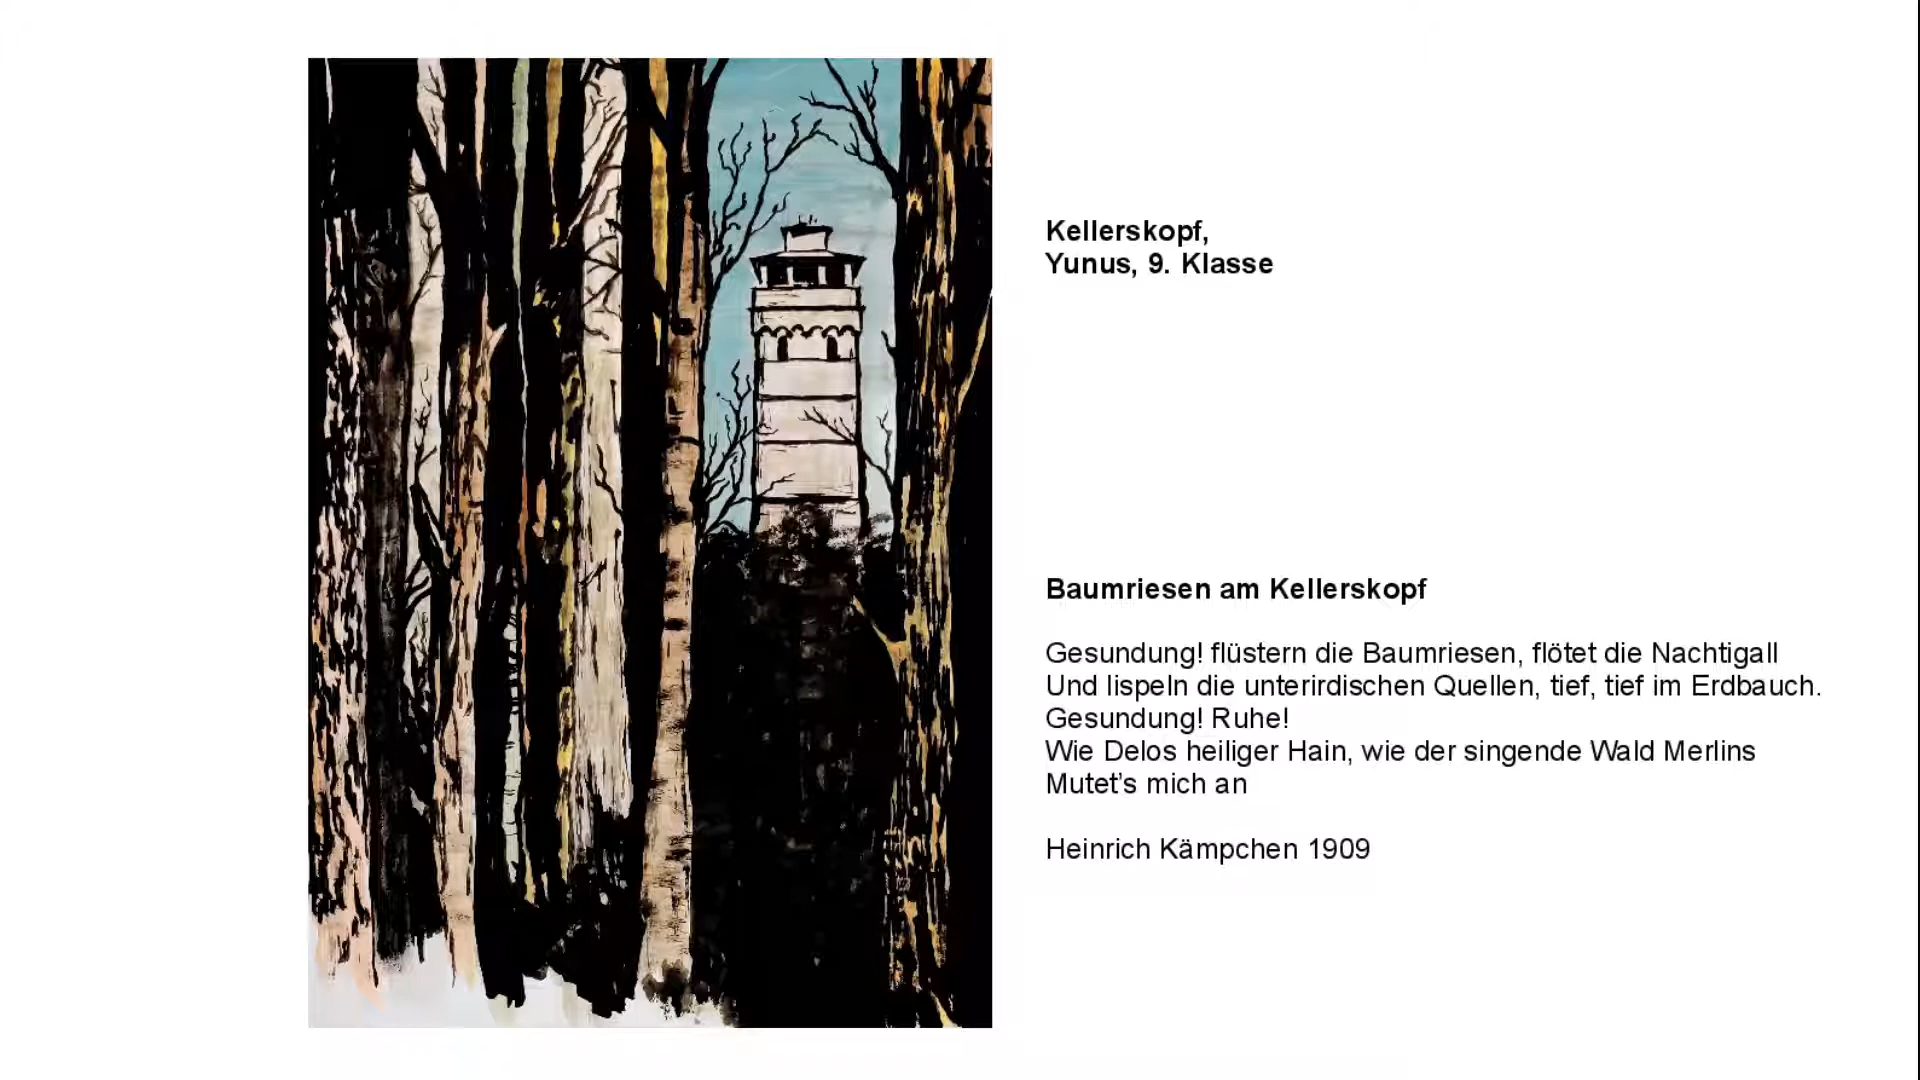 Kellerskopf,
Yunus, 9. Klasse
Baumriesen am Kellerskopf
Gesundung! flüstern die Baumriesen, flötet die Nachtigall
Und lispeln die unterirdischen Quellen, tief, tief im Erdbauch.
Gesundung! Ruhe!
Wie Delos heiliger Hain, wie der singende Wald Merlins
Mutet’s mich an
Heinrich Kämpchen 1909